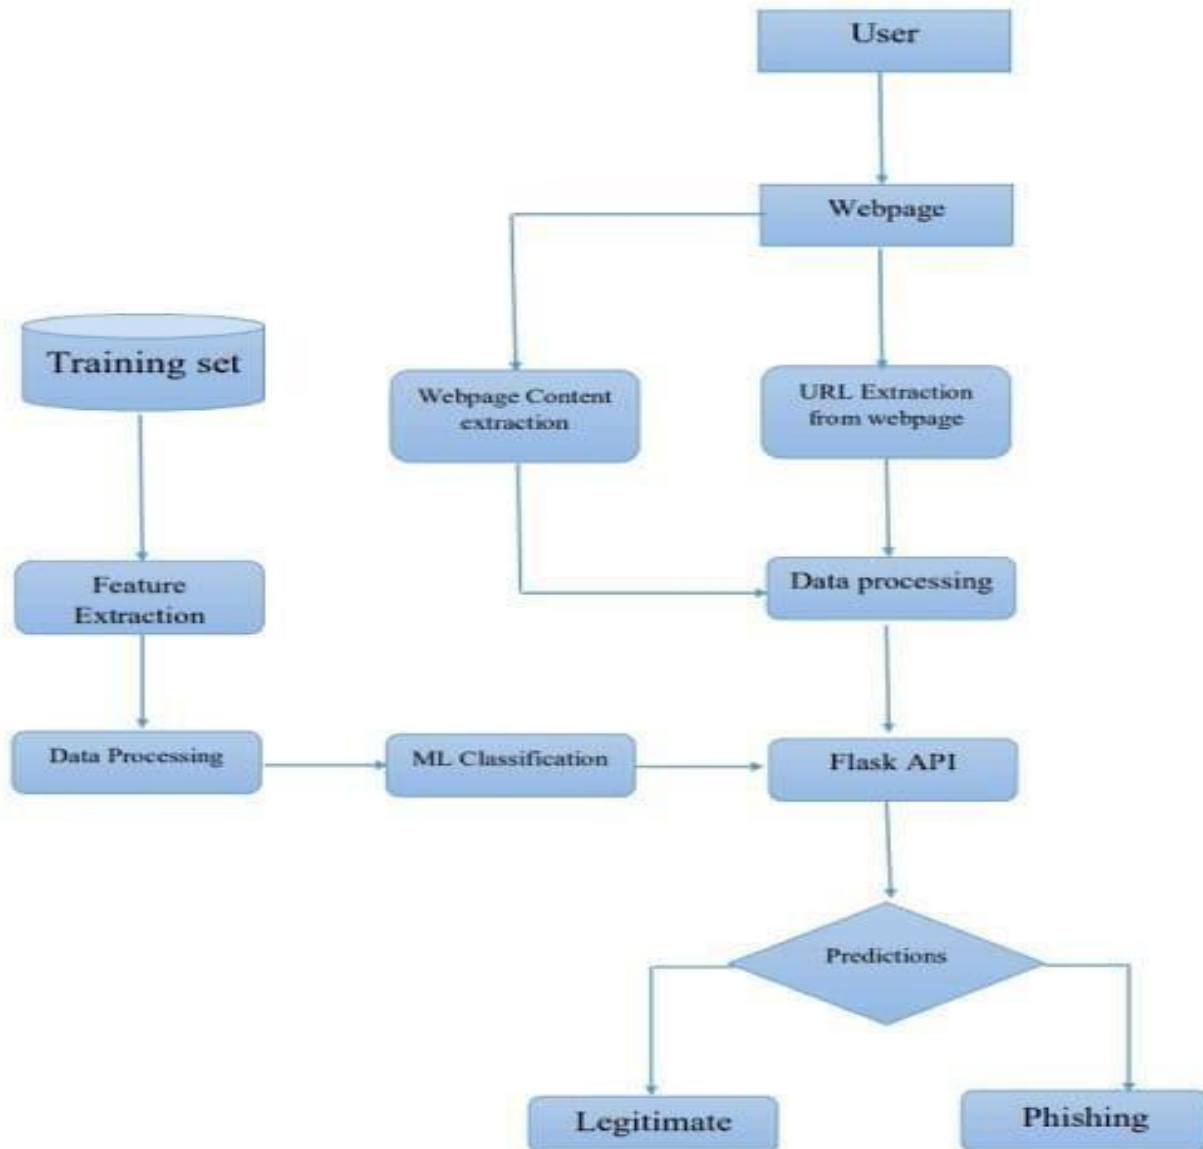 User
Webpage
Training set
Webpage Content
extraction
URL Extraction
from webpage
Feature
Extraction
Data processing
Data Processing
ML Classification
Flask API
Predictions
Legitimate
Phishing